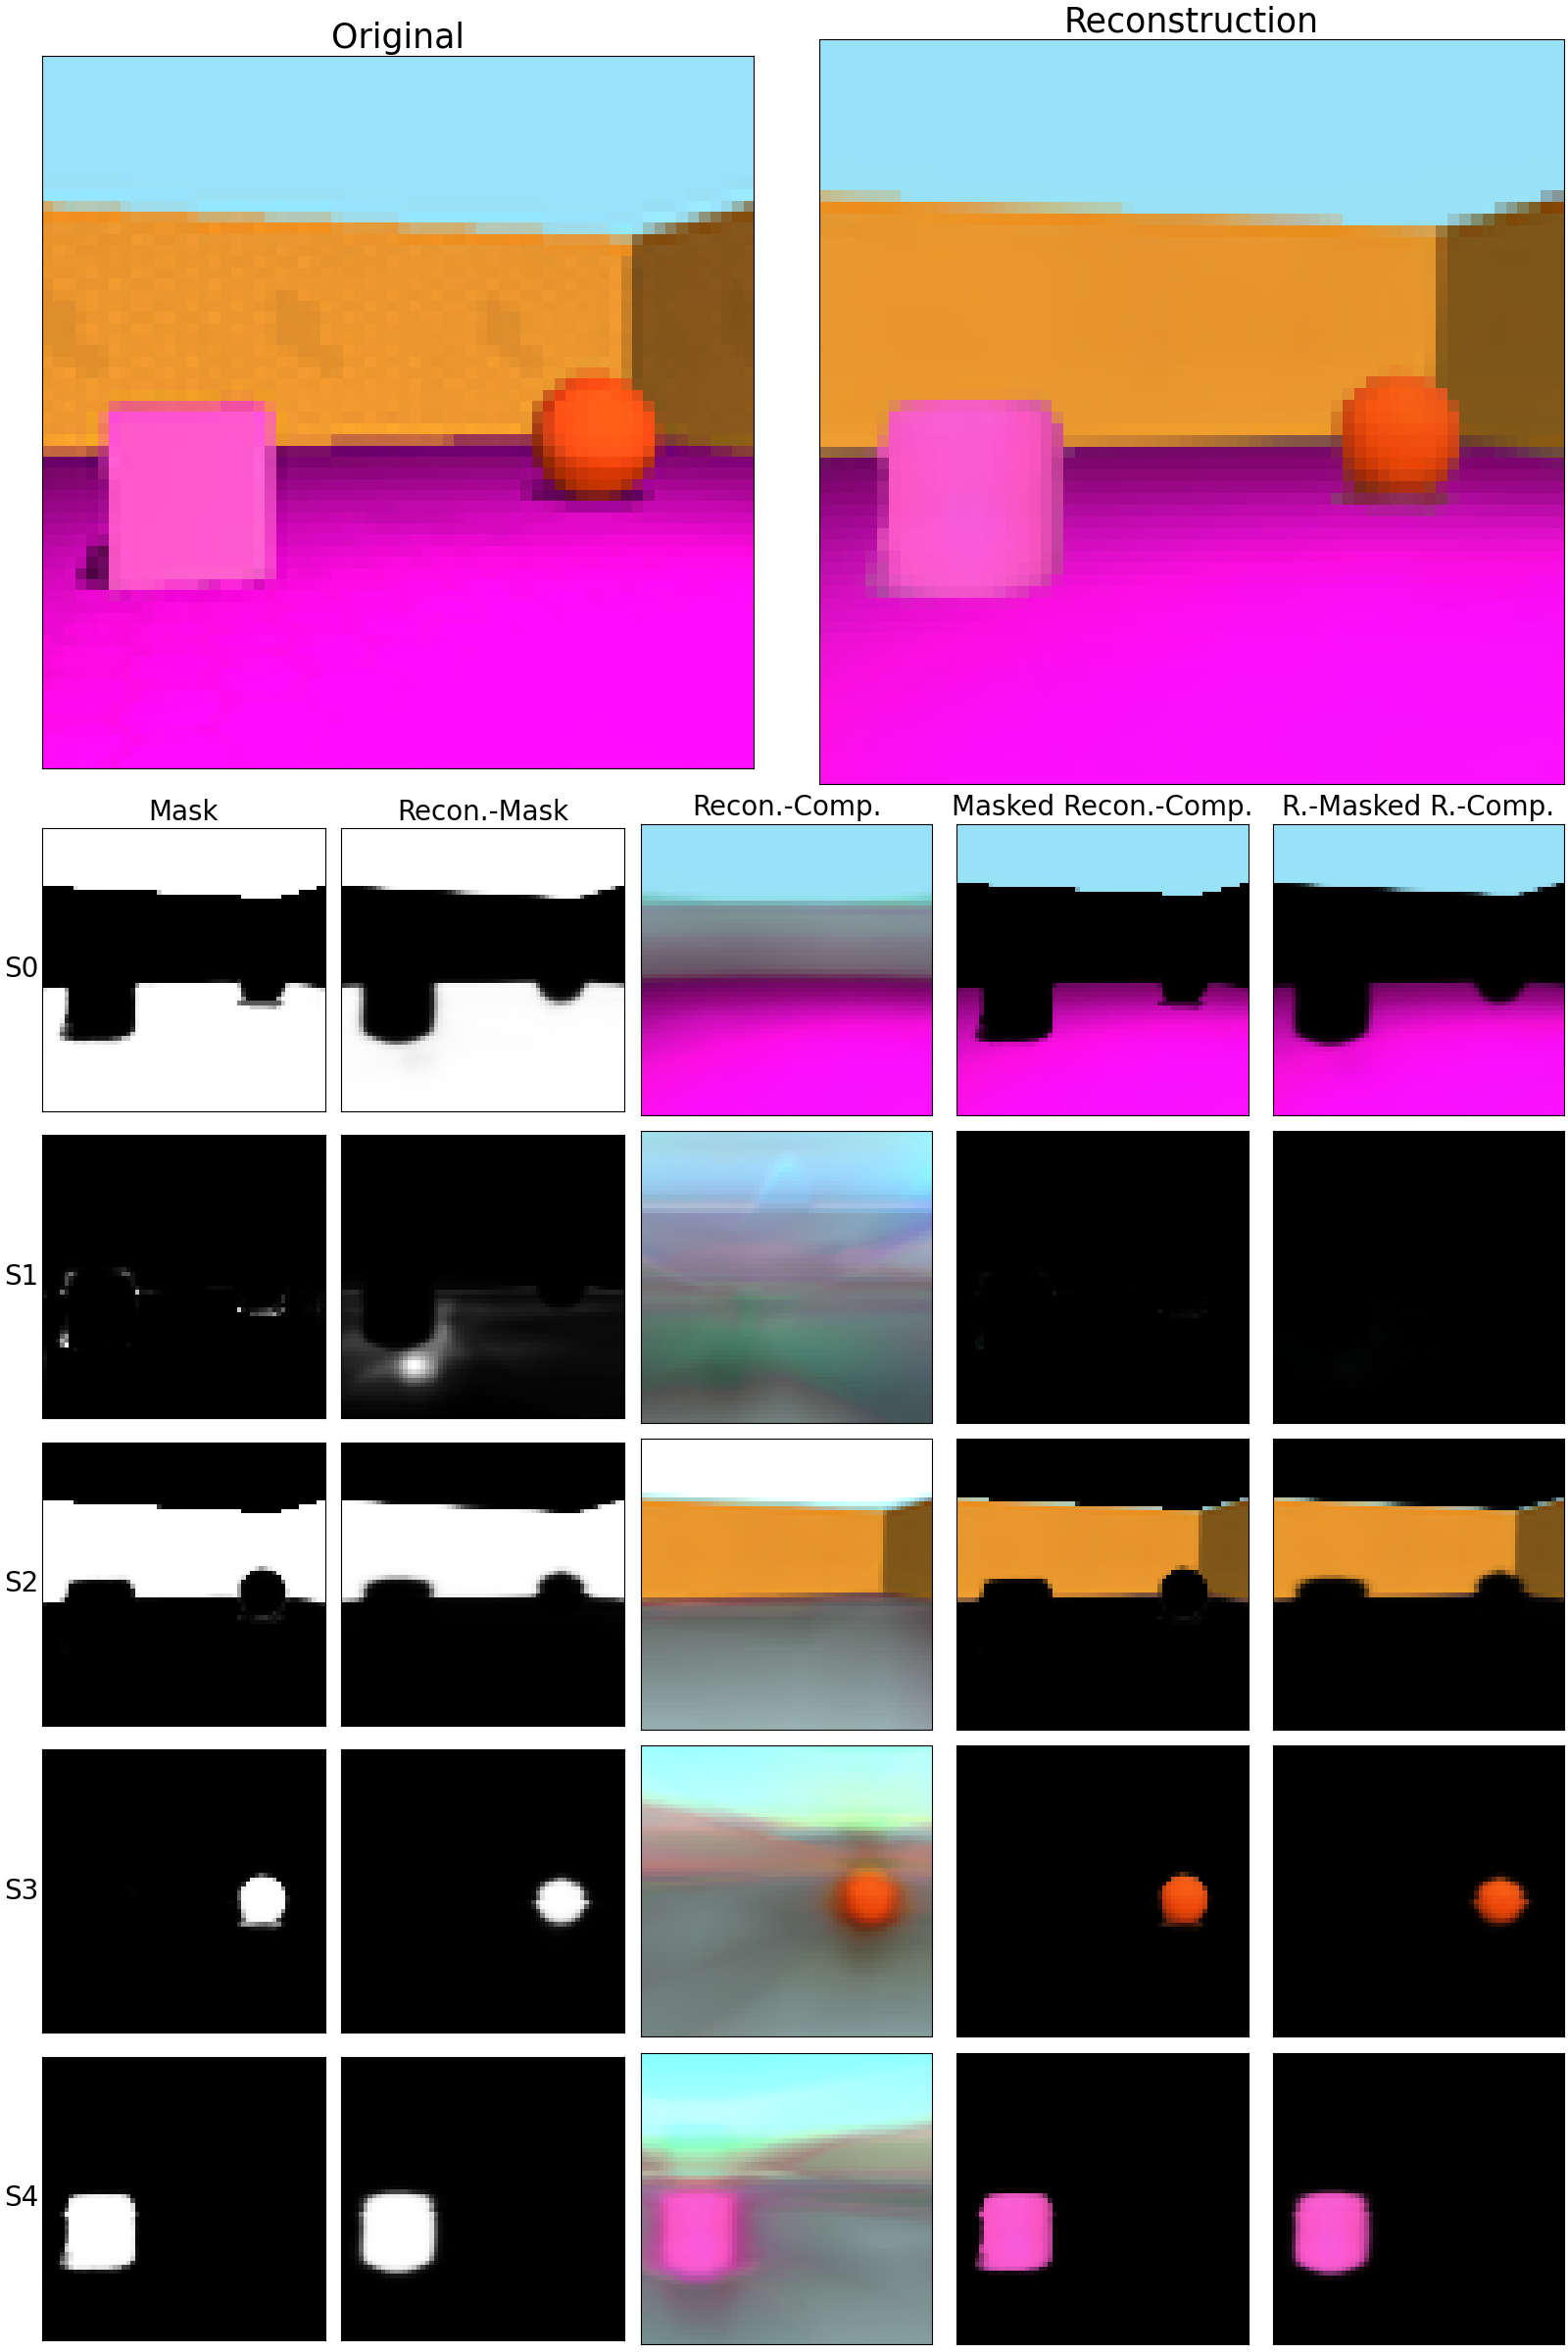 Original
Reconstruction
Mask
Recon.-Mask
Recon.-Comp.
Masked Recon.-Comp.
R.-Masked R.-Comp.
S0
S1
S2
S3
S4